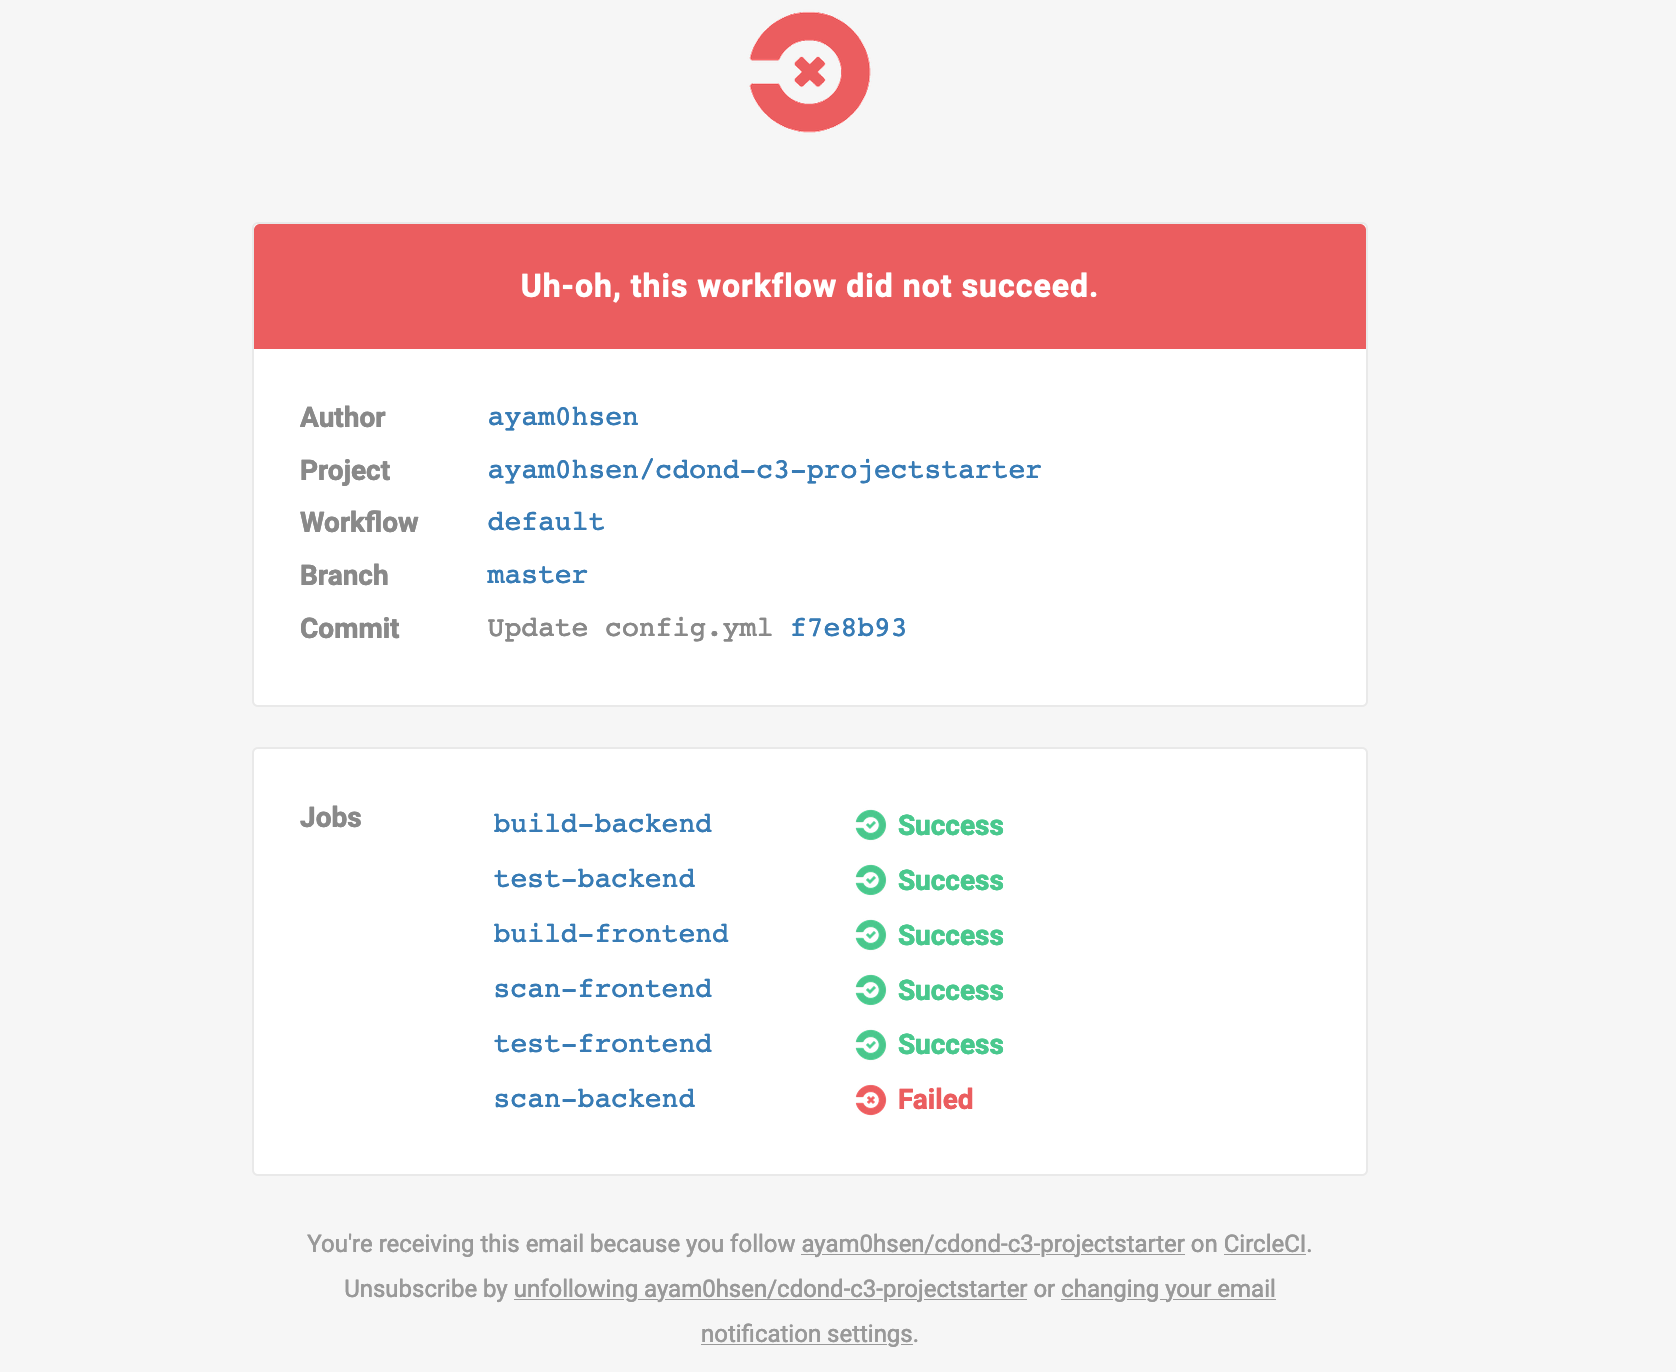 Uh-oh, this workflow did not succeed.
Author ayam0hsen
Project ayam0hsen/cdond-c3-projectstarter
Workflow default
Branch master
Commit Update config.yml f7e8b93
Jobs build-backend Success
test-backend Success
build-frontend Success
scan-frontend Success
test-frontend Success
scan-backend Failed
You're receiving this email because you follow ayam0hsen/cdond-c3-projectstarter on CircleCI.
Unsubscribe by unfollowing ayam0hsen/cdond-c3-projectstarter or changing your email
notification settings.